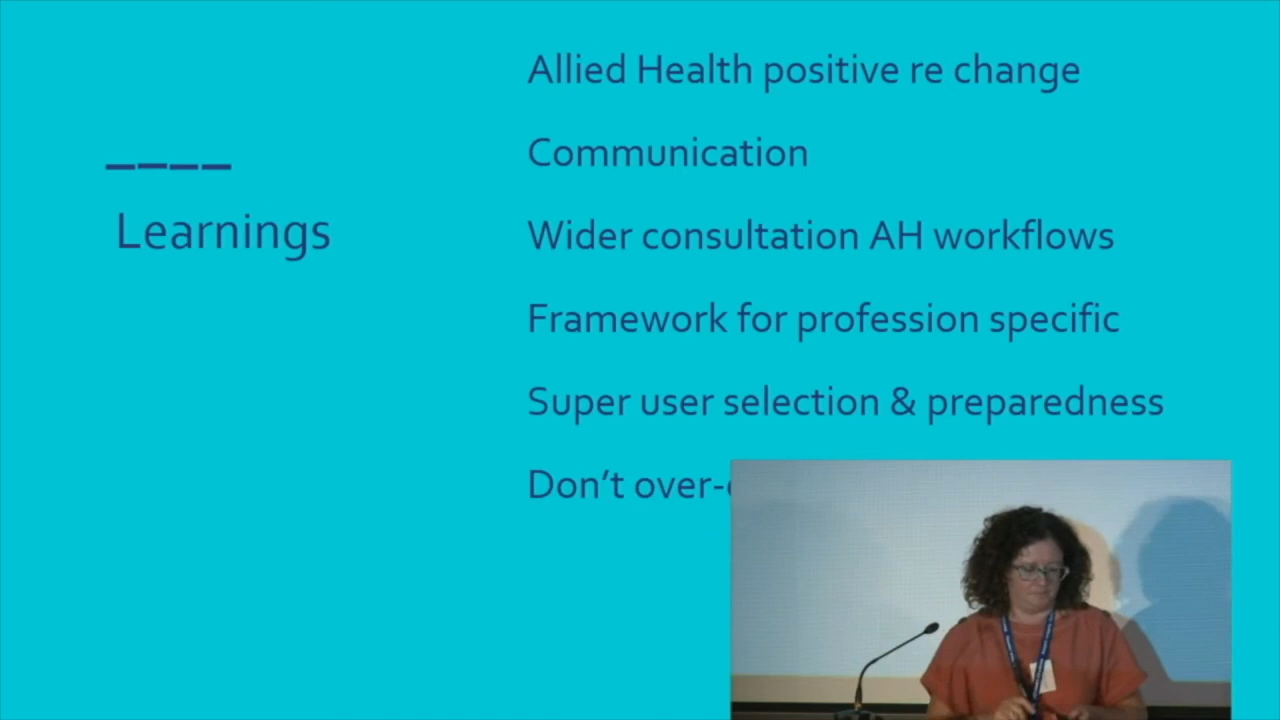 Learnings
Allied Health positive re change
Communication
Wider consultation AH workflows
Framework for profession specific
Super user selection & preparedness
Don’t